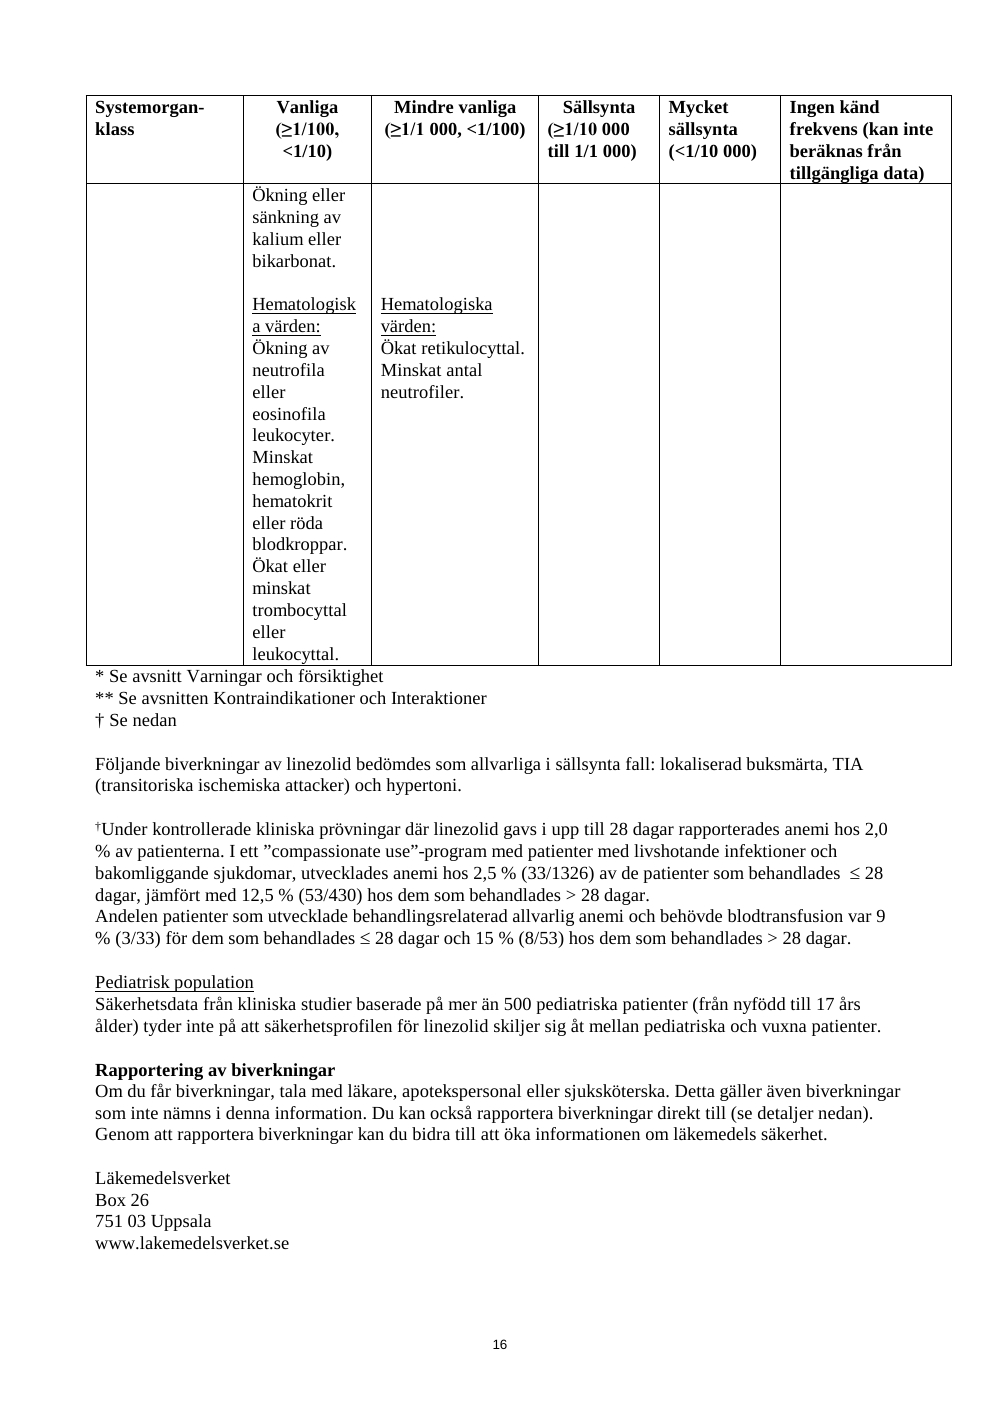 Systemorgan-
klass
Vanliga
(≥1/100,
<1/10)
Mindre vanliga
(≥1/1 000, <1/100)
Sällsynta
(≥1/10 000
till 1/1 000)
Mycket
sällsynta
(<1/10 000)
Ingen känd
frekvens (kan inte
beräknas från
tillgängliga data)
Ökning eller
sänkning av
kalium eller
bikarbonat.
Hematologisk
a värden:
Ökning av
neutrofila
eller
eosinofila
leukocyter.
Minskat
hemoglobin,
hematokrit
eller röda
blodkroppar.
Ökat eller
minskat
trombocyttal
eller
leukocyttal.
Hematologiska
värden:
Ökat retikulocyttal.
Minskat antal
neutrofiler.
* Se avsnitt Varningar och försiktighet
** Se avsnitten Kontraindikationer och Interaktioner
† Se nedan
Följande biverkningar av linezolid bedömdes som allvarliga i sällsynta fall: lokaliserad buksmärta, TIA
(transitoriska ischemiska attacker) och hypertoni.
†Under kontrollerade kliniska prövningar där linezolid gavs i upp till 28 dagar rapporterades anemi hos 2,0
% av patienterna. I ett ”compassionate use”-program med patienter med livshotande infektioner och
bakomliggande sjukdomar, utvecklades anemi hos 2,5 % (33/1326) av de patienter som behandlades ≤ 28
dagar, jämfört med 12,5 % (53/430) hos dem som behandlades > 28 dagar.
Andelen patienter som utvecklade behandlingsrelaterad allvarlig anemi och behövde blodtransfusion var 9
% (3/33) för dem som behandlades ≤ 28 dagar och 15 % (8/53) hos dem som behandlades > 28 dagar.
Pediatrisk population
Säkerhetsdata från kliniska studier baserade på mer än 500 pediatriska patienter (från nyfödd till 17 års
ålder) tyder inte på att säkerhetsprofilen för linezolid skiljer sig åt mellan pediatriska och vuxna patienter.
Rapportering av biverkningar
Om du får biverkningar, tala med läkare, apotekspersonal eller sjuksköterska. Detta gäller även biverkningar
som inte nämns i denna information. Du kan också rapportera biverkningar direkt till (se detaljer nedan).
Genom att rapportera biverkningar kan du bidra till att öka informationen om läkemedels säkerhet.
Läkemedelsverket
Box 26
751 03 Uppsala
www.lakemedelsverket.se
16